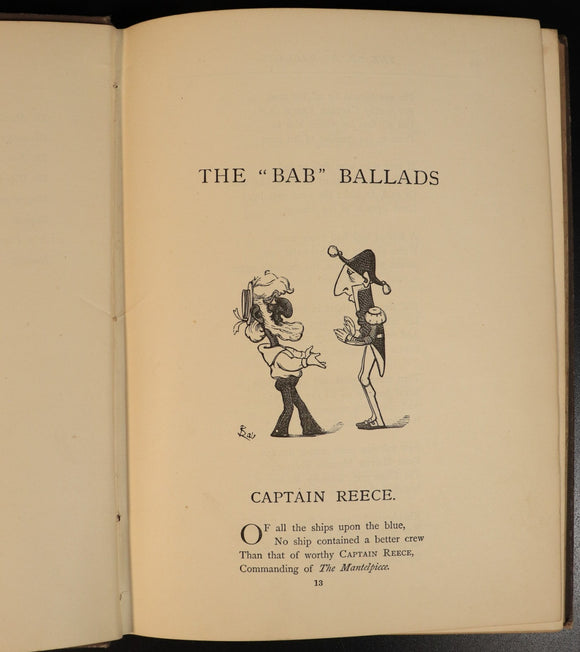 THE "BAB" BALLADS
Bab
CAPTAIN REECE.
OF all the ships upon the blue,
No ship contained a better crew
Than that of worthy CAPTAIN REECE,
Commanding of The Mantelpiece.
13